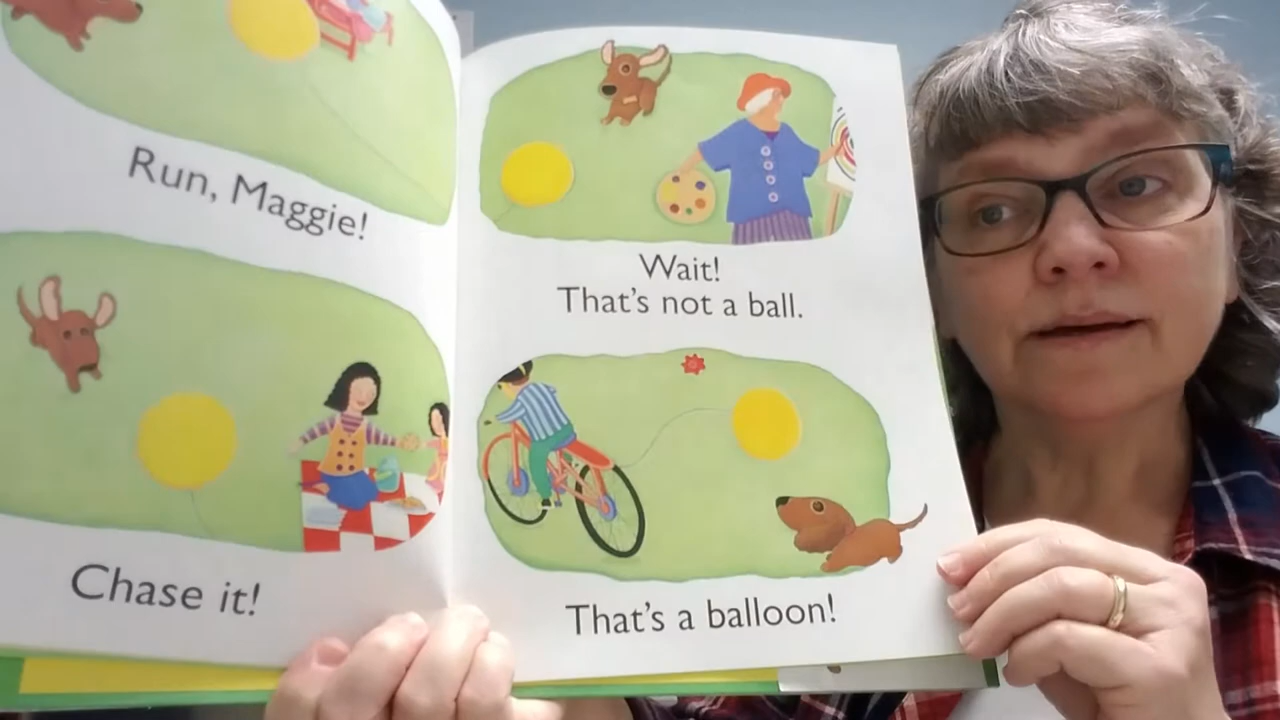 Run, Maggie!
Chase it!
Wait!
That's not a ball.
That's a balloon!